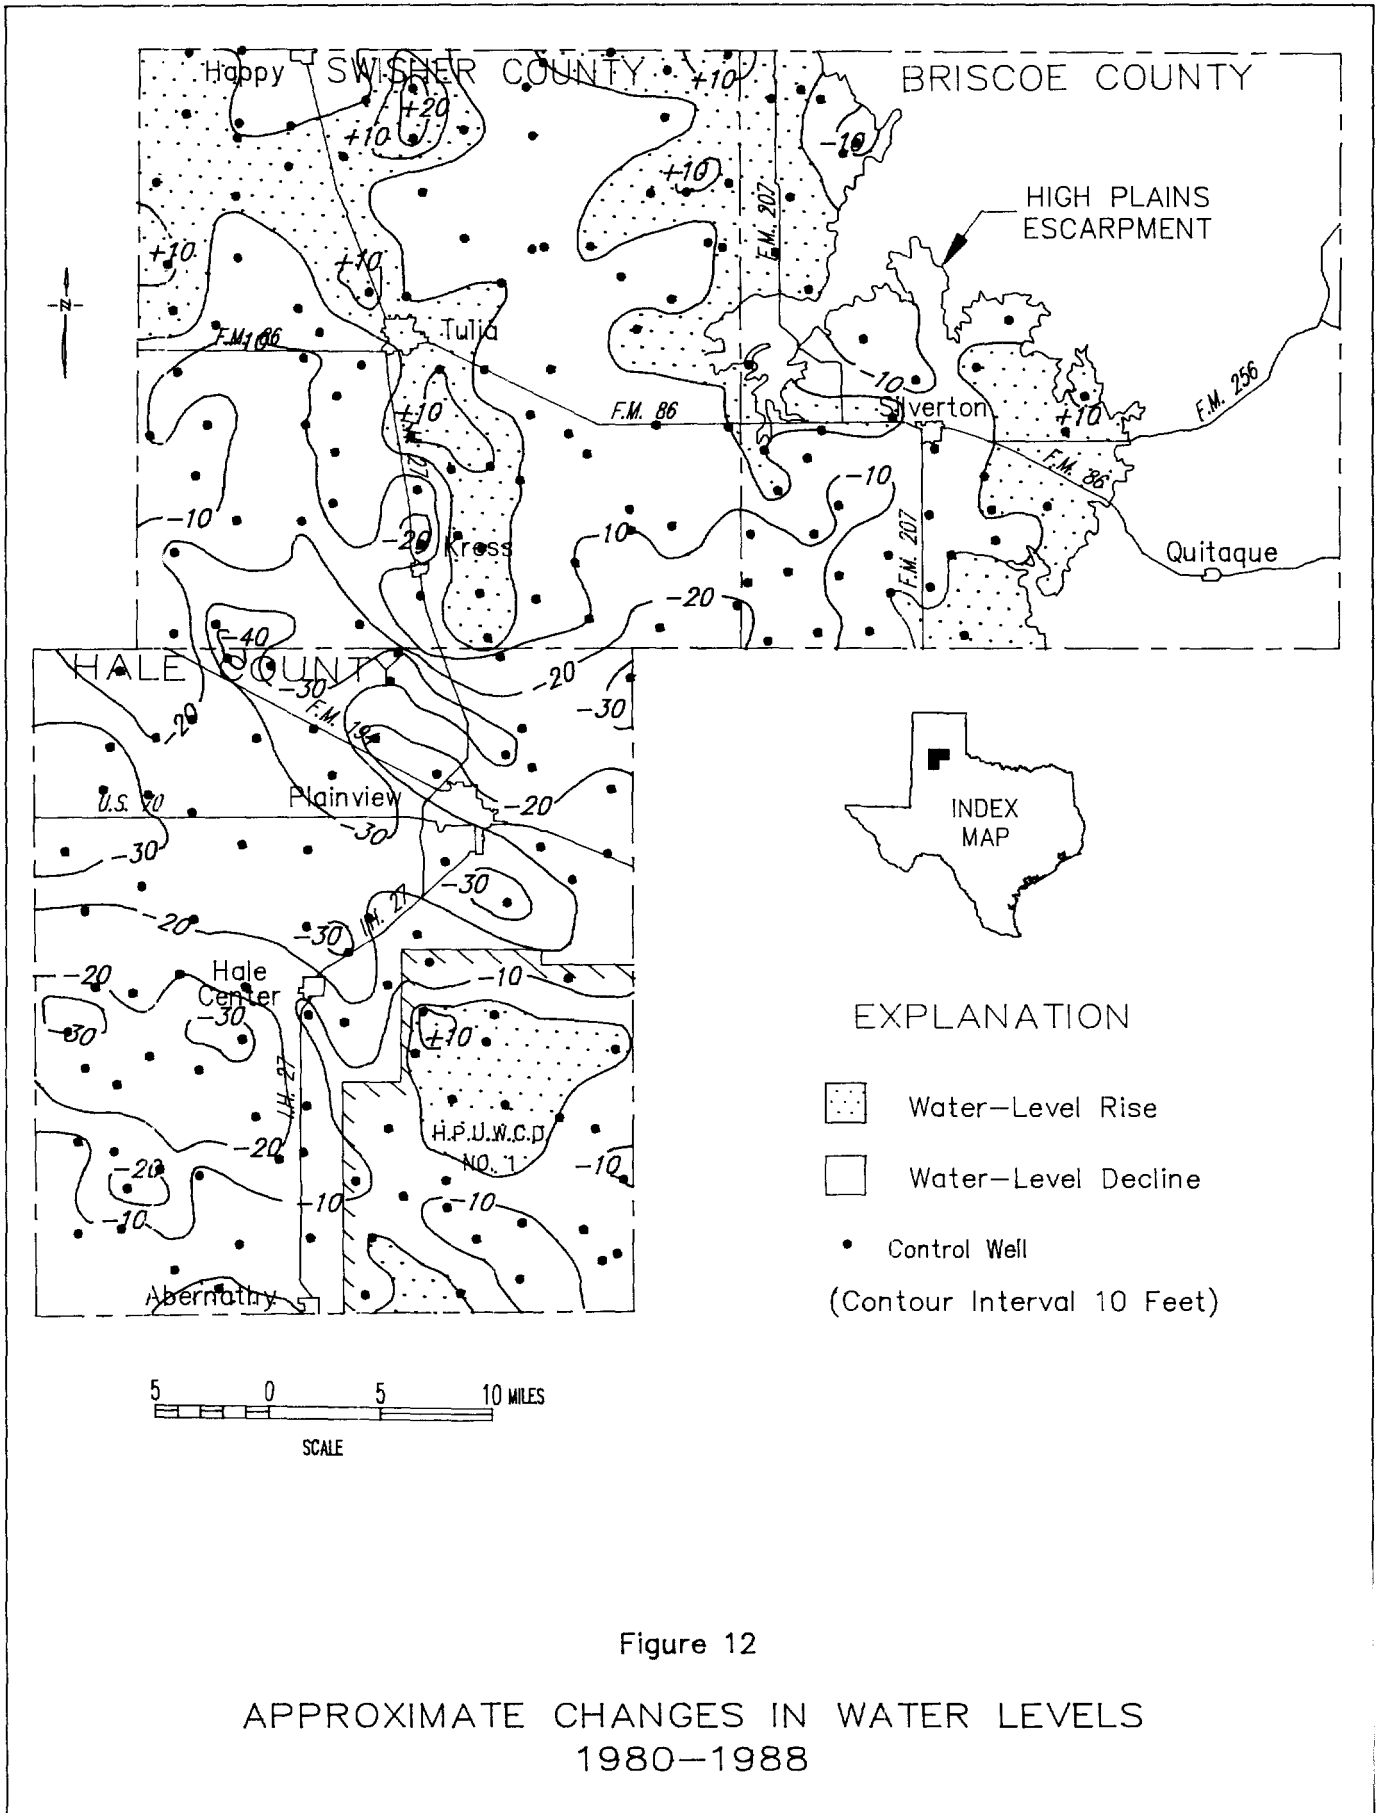 Happy
SWISHER COUNTY
BRISCOE COUNTY
+10
+20
+10
-10
+10
F.M. 207
HIGH PLAINS
ESCARPMENT
+10
+10
-N-
F.M. 86
Tulia
-10
+10
F.M. 86
Silverton
+10
F.M. 256
I.H. 27
F.M. 86
-10
-10
-20
Kress
-10
F.M. 207
Quitaque
-20
-40
HALE COUNTY
-30
-20
-30
-20
F.M. 194
U.S. 70
Plainview
-20
-30
-30
-30
I.H. 27
-20
-30
-20
Hale
Center
-10
-30
-30
+10
I.H. 27
H.P.U.W.C.D
NO. 1
-20
-20
-10
-10
-10
-10
Abernathy
INDEX
MAP
EXPLANATION
Water-Level Rise
Water-Level Decline
Control Well
(Contour Interval 10 Feet)
5 0 5 10 MILES
SCALE
Figure 12
APPROXIMATE CHANGES IN WATER LEVELS
1980-1988